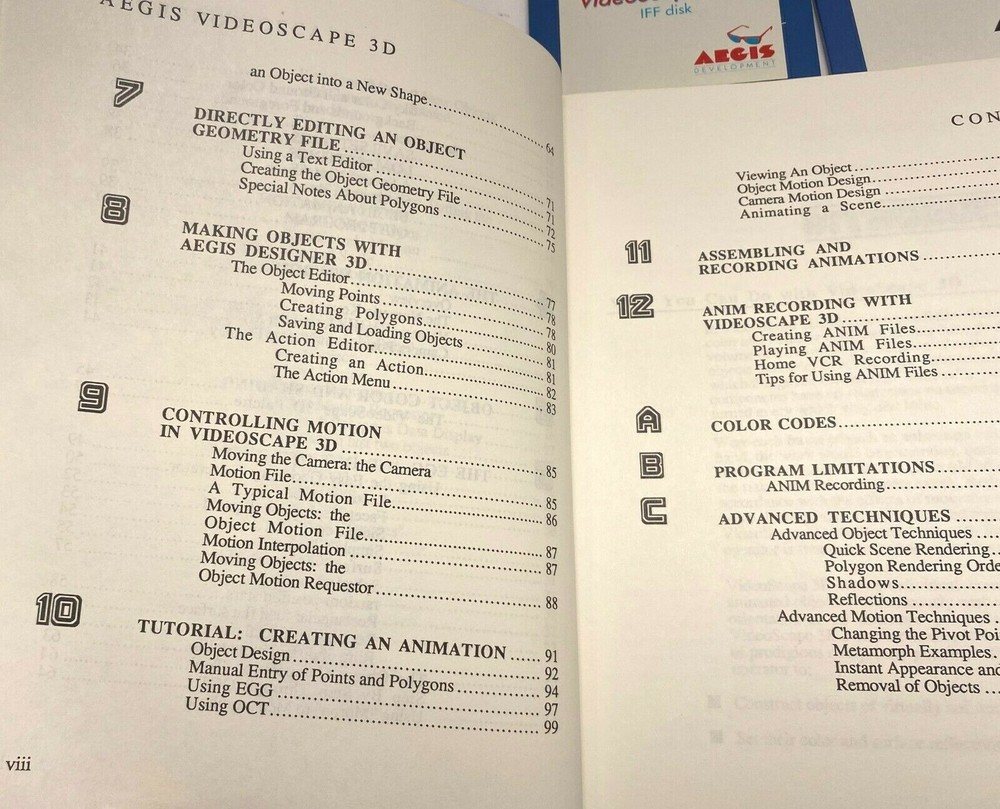 AEGIS VIDEOSCAPE 3D
an Object into a New Shape.......................... 64
7
DIRECTLY EDITING AN OBJECT
GEOMETRY FILE .......................... 71
Using a Text Editor .......................... 71
Creating the Object Geometry File .......................... 72
Special Notes About Polygons .......................... 75
8
MAKING OBJECTS WITH
AEGIS DESIGNER 3D.......................... 77
The Object Editor.......................... 78
Moving Points.......................... 78
Creating Polygons.......................... 80
Saving and Loading Objects .......................... 81
The Action Editor.......................... 81
Creating an Action.......................... 82
The Action Menu.......................... 83
9
CONTROLLING MOTION
IN VIDEOSCAPE 3D .......................... 85
Moving the Camera: the Camera
Motion File.......................... 85
A Typical Motion File.......................... 86
Moving Objects: the
Object Motion File.......................... 87
Motion Interpolation .......................... 87
Moving Objects: the
Object Motion Requestor.......................... 88
10
TUTORIAL: CREATING AN ANIMATION ...... 91
Object Design.......................... 92
Manual Entry of Points and Polygons.......................... 94
Using EGG .......................... 97
Using OCT.......................... 99
viii
IFF disk
AEGIS
DEVELOPMENT
CON
Viewing An Object..........................
Object Motion Design..........................
Camera Motion Design ..........................
Animating a Scene..........................
11
ASSEMBLING AND
RECORDING ANIMATIONS ..........................
12
ANIM RECORDING WITH
VIDEOSCAPE 3D..........................
Creating ANIM Files..........................
Playing ANIM Files..........................
Home VCR Recording..........................
Tips for Using ANIM Files ..........................
A
COLOR CODES..........................
B
PROGRAM LIMITATIONS..........................
ANIM Recording..........................
C
ADVANCED TECHNIQUES ..........................
Advanced Object Techniques ....
Quick Scene Rendering..
Polygon Rendering Orde
Shadows..........................
Reflections ..........................
Advanced Motion Techniques .
Changing the Pivot Poi
Metamorph Examples.
Instant Appearance and
Removal of Objects ...